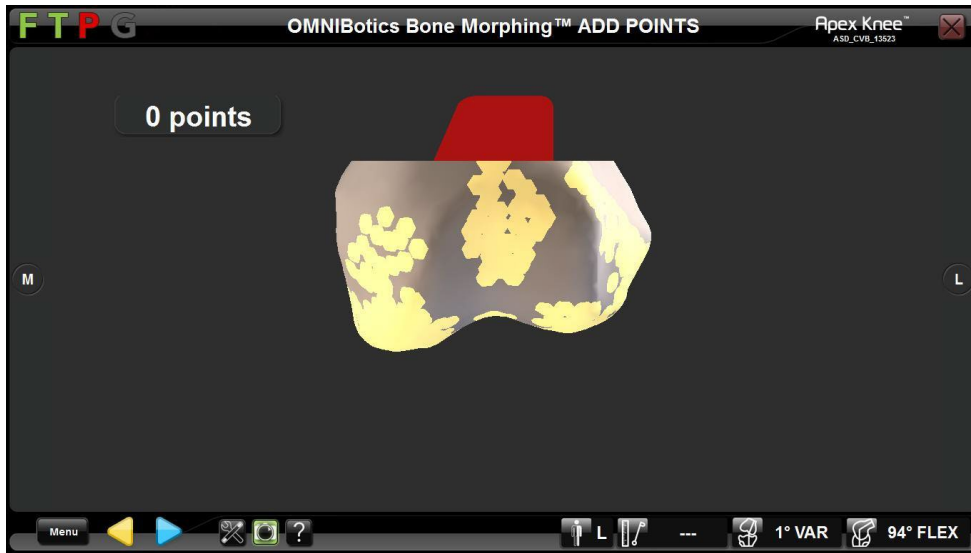 F T P G
OMNIBotics Bone Morphing™ ADD POINTS
Apex Knee™
ASD_CVB_13523
0 points
M
L
Menu
?
L
---
1° VAR
94° FLEX